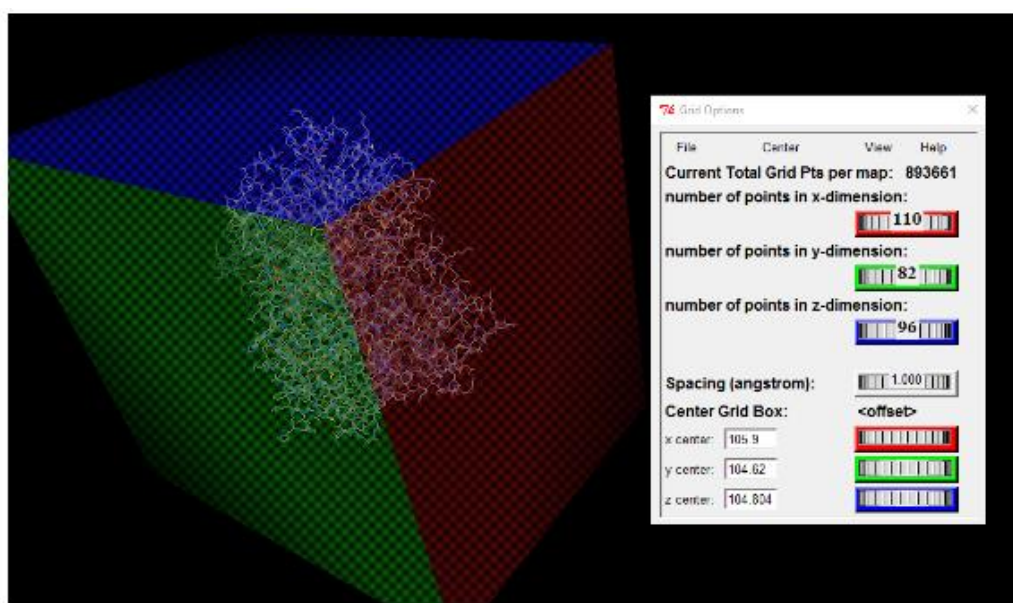 Grid Options
File Center View Help
Current Total Grid Pts per map: 893661
number of points in x-dimension:
110
number of points in y-dimension:
82
number of points in z-dimension:
96
Spacing (angstrom): 1.000
Center Grid Box: <offset>
x center: 105.9
y center: 104.62
z center: 104.804